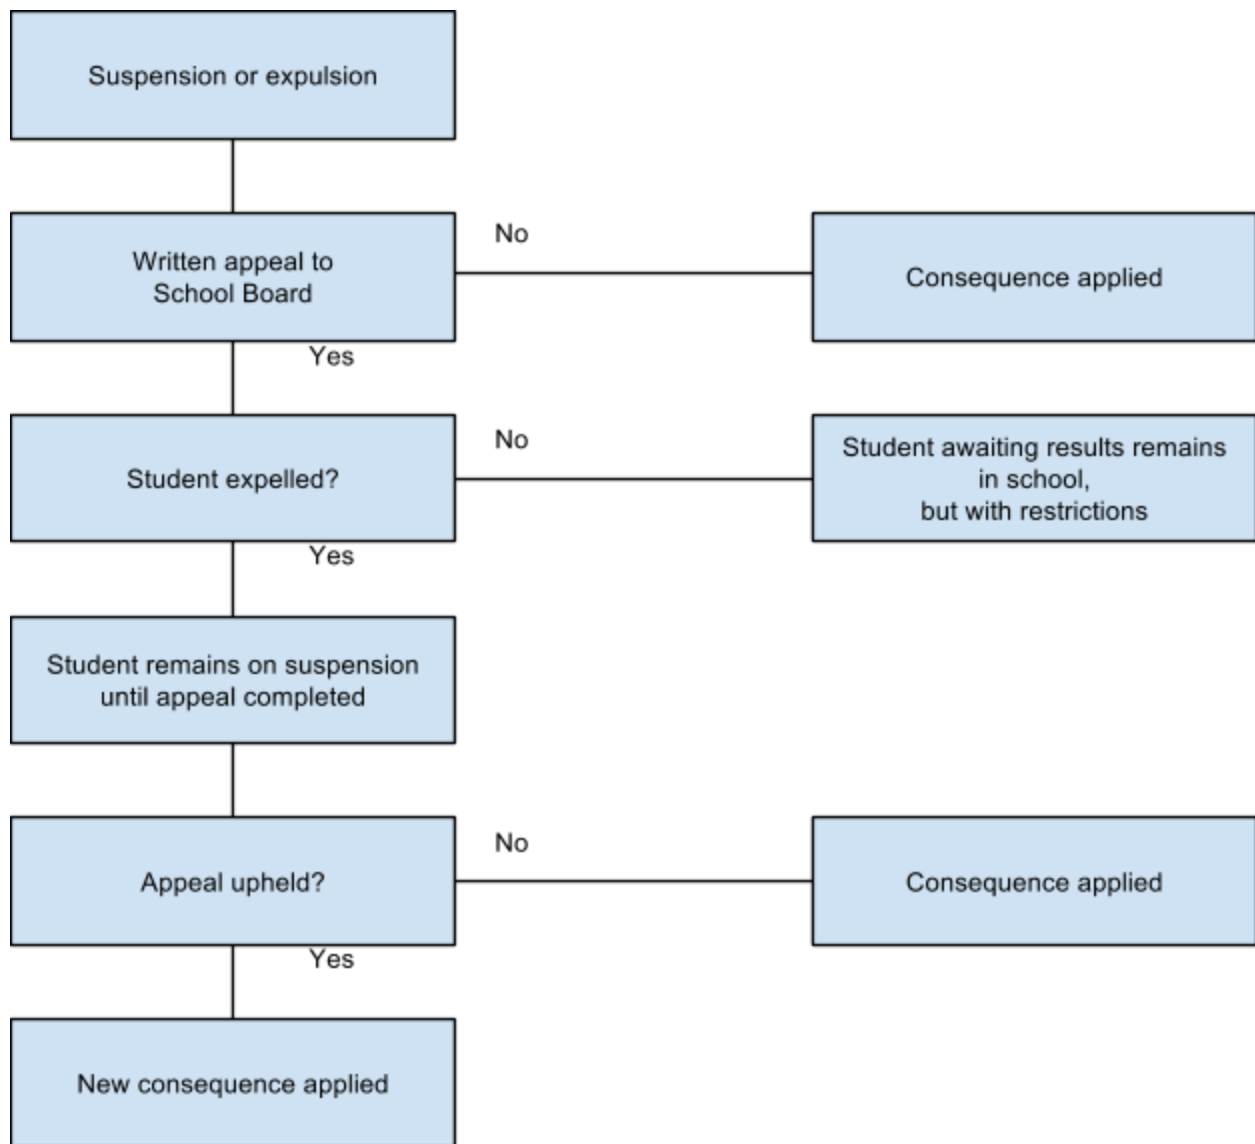 Suspension or expulsion
Written appeal to
School Board
No
Consequence applied
Yes
Student expelled?
No
Student awaiting results remains
in school,
but with restrictions
Yes
Student remains on suspension
until appeal completed
Appeal upheld?
No
Consequence applied
Yes
New consequence applied